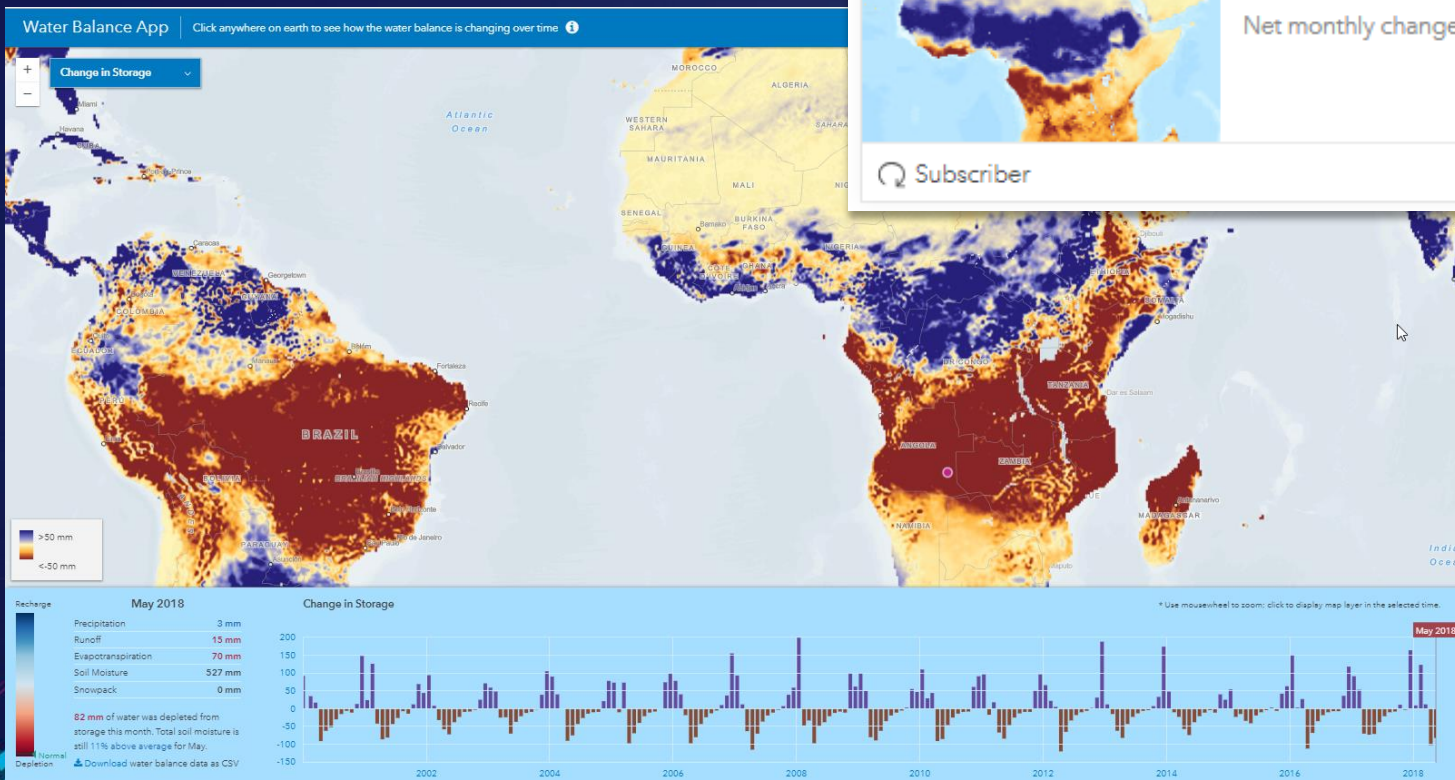 Water Balance App
Click anywhere on earth to see how the water balance is changing over time
Net monthly change
Subscriber
Change in Storage
+
−
Miami
Havana
Atlantic
Ocean
MOROCCO
ALGERIA
WESTERN
SAHARA
SAHARA
MAURITANIA
MALI
SENEGAL
Bamako
BURKINA
FASO
GUINEA
NIGERIA
Djibouti
ETHIOPIA
Mogadishu
Caracas
VENEZUELA
Georgetown
GUYANA
COLOMBIA
ECUADOR
Manaus
Belém
Fortaleza
Recife
PERU
BRAZIL
BOLIVIA
PARAGUAY
DR CONGO
TANZANIA
Dar es Salaam
ANGOLA
ZAMBIA
NAMIBIA
Antananarivo
MADAGASCAR
Maputo
>50 mm
<-50 mm
Recharge
May 2018
Precipitation 3 mm
Runoff 15 mm
Evapotranspiration 70 mm
Soil Moisture 527 mm
Snowpack 0 mm
82 mm of water was depleted from
storage this month. Total soil moisture is
still 11% above average for May.
Normal
Depletion
Download water balance data as CSV
Change in Storage
* Use mousewheel to zoom; click to display map layer in the selected time.
May 2018
200
150
100
50
0
-50
-100
-150
2002 2004 2006 2008 2010 2012 2014 2016 2018